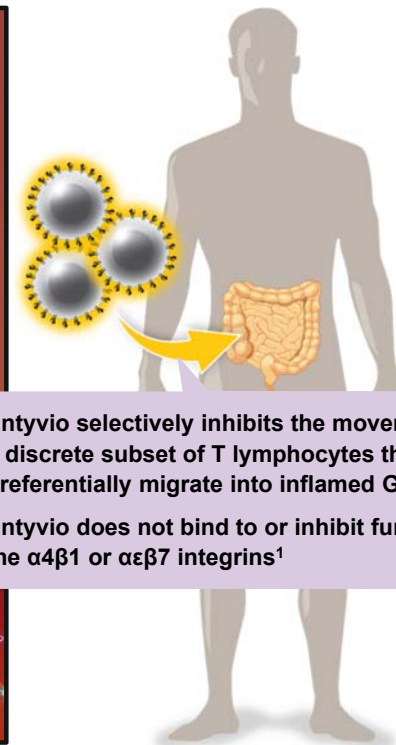 ntyvio selectively inhibits the mover
discrete subset of T lymphocytes th
referentially migrate into inflamed G
ntyvio does not bind to or inhibit fur
ne α4β1 or αεβ7 integrins¹